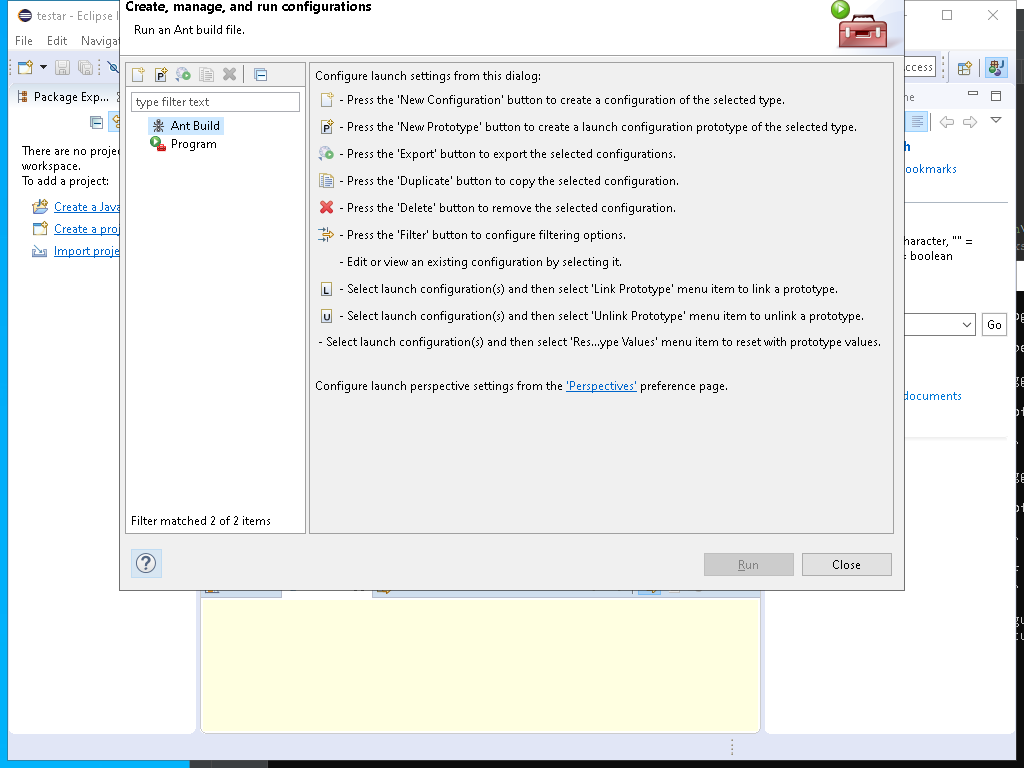 Create, manage, and run configurations
testar - Eclipse I
Run an Ant build file.
File Edit Navigat
Configure launch settings from this dialog:
Package Exp...
type filter text
- Press the 'New Configuration' button to create a configuration of the selected type.
Ant Build
- Press the 'New Prototype' button to create a launch configuration prototype of the selected type.
Program
- Press the 'Export' button to export the selected configurations.
There are no proje
workspace.
To add a project:
- Press the 'Duplicate' button to copy the selected configuration.
Create a Java
- Press the 'Delete' button to remove the selected configuration.
Create a proj
- Press the 'Filter' button to configure filtering options.
Import proje
- Edit or view an existing configuration by selecting it.
- Select launch configuration(s) and then select 'Link Prototype' menu item to link a prototype.
- Select launch configuration(s) and then select 'Unlink Prototype' menu item to unlink a prototype.
- Select launch configuration(s) and then select 'Res...ype Values' menu item to reset with prototype values.
Configure launch perspective settings from the 'Perspectives' preference page.
Filter matched 2 of 2 items
Run Close
ccess
ookmarks
haracter, "" =
= boolean
Go
documents